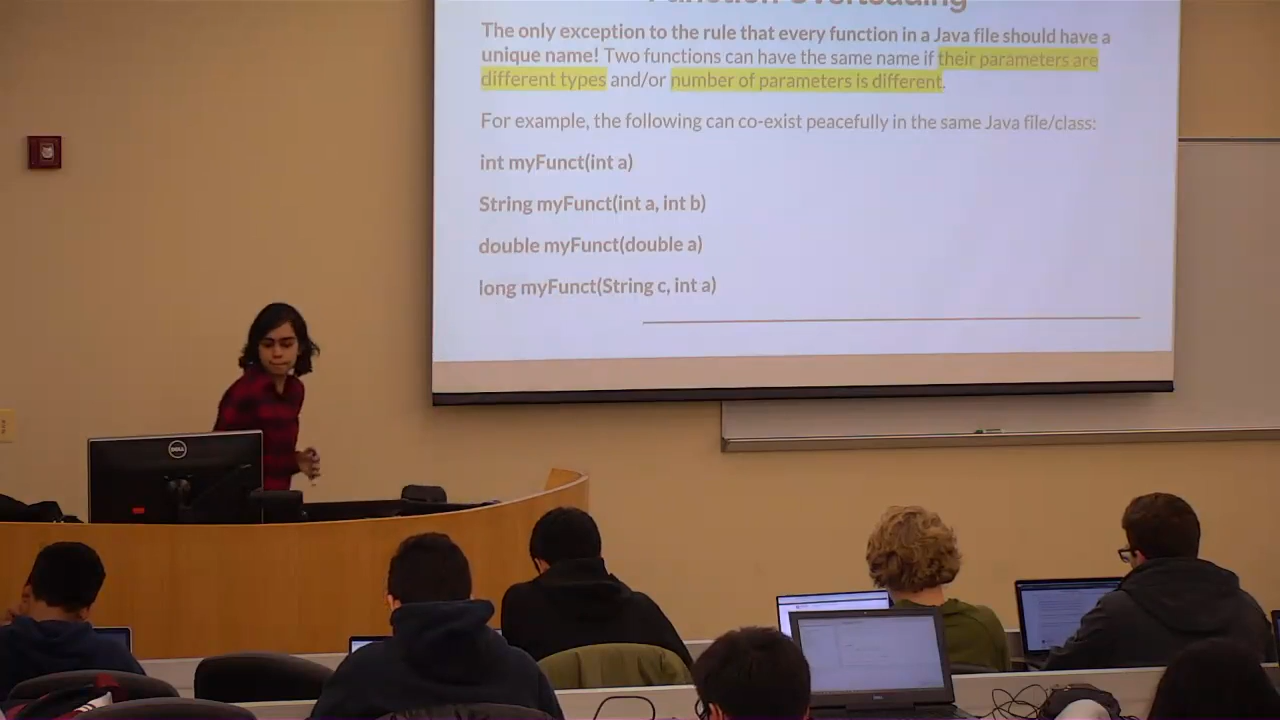 Function Overloading
The only exception to the rule that every function in a Java file should have a
unique name! Two functions can have the same name if their parameters are
different types and/or number of parameters is different.
For example, the following can co-exist peacefully in the same Java file/class:
int myFunct(int a)
String myFunct(int a, int b)
double myFunct(double a)
long myFunct(String c, int a)
DELL